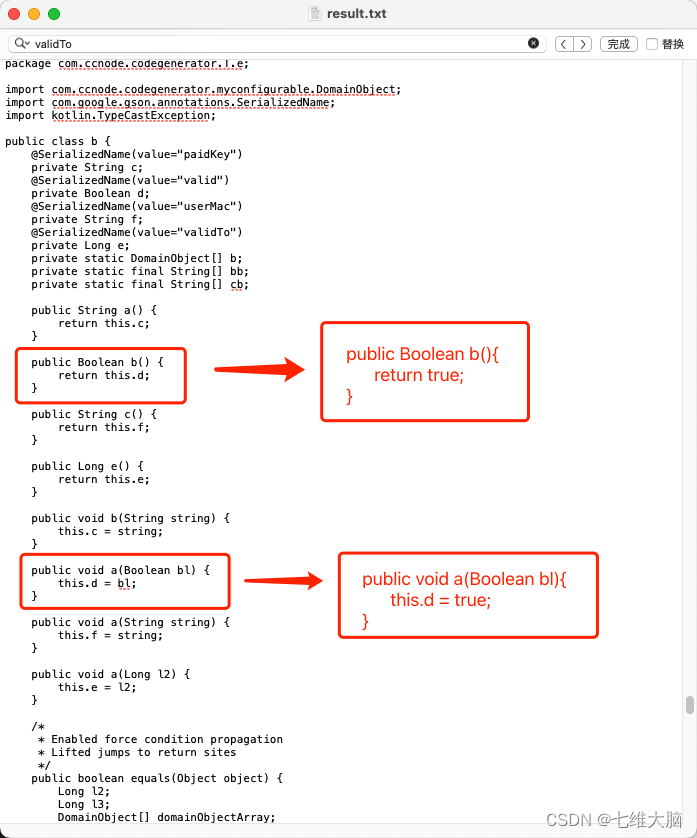 result.txt
validTo
完成
替换
package com.ccnode.codegenerator.T.e;
import com.ccnode.codegenerator.myconfigurable.DomainObject;
import com.google.gson.annotations.SerializedName;
import kotlin.TypeCastException;
public class b {
@SerializedName(value="paidKey")
private String c;
@SerializedName(value="valid")
private Boolean d;
@SerializedName(value="userMac")
private String f;
@SerializedName(value="validTo")
private Long e;
private static DomainObject[] b;
private static final String[] bb;
private static final String[] cb;
public String a() {
return this.c;
}
public Boolean b() {
return this.d;
}
public Boolean b(){
return true;
}
public String c() {
return this.f;
}
public Long e() {
return this.e;
}
public void b(String string) {
this.c = string;
}
public void a(Boolean bl) {
this.d = bl;
}
public void a(Boolean bl){
this.d = true;
}
public void a(String string) {
this.f = string;
}
public void a(Long l2) {
this.e = l2;
}
/*
* Enabled force condition propagation
* Lifted jumps to return sites
*/
public boolean equals(Object object) {
Long l2;
Long l3;
DomainObject[] domainObjectArray;
CSDN @七维大脑